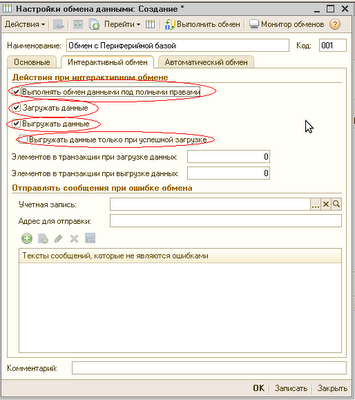 Настройки обмена данными: Создание *
Действия Перейти Выполнить обмен Монитор обменов
Наименование: Обмен с Периферийной базой Код: 001
Основные Интерактивный обмен Автоматический обмен
Действия при интерактивном обмене
Выполнять обмен данными под полными правами
Загружать данные
Выгружать данные
Выгружать данные только при успешной загрузке
Элементов в транзакции при загрузке данных: 0
Элементов в транзакции при выгрузке данных: 0
Отправлять сообщения при ошибке обмена
Учетная запись: ...
Адрес для отправки:
Тексты сообщений, которые не являются ошибками
Комментарий:
OK Записать Закрыть